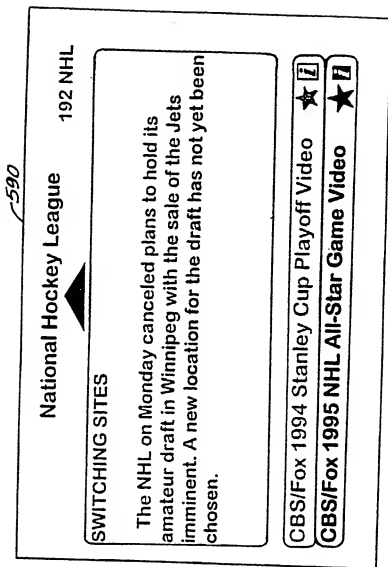 590
National Hockey League
192 NHL
SWITCHING SITES
The NHL on Monday canceled plans to hold its
amateur draft in Winnipeg with the sale of the Jets
imminent. A new location for the draft has not yet been
chosen.
CBS/Fox 1994 Stanley Cup Playoff Video ★ i
CBS/Fox 1995 NHL All-Star Game Video ★ i